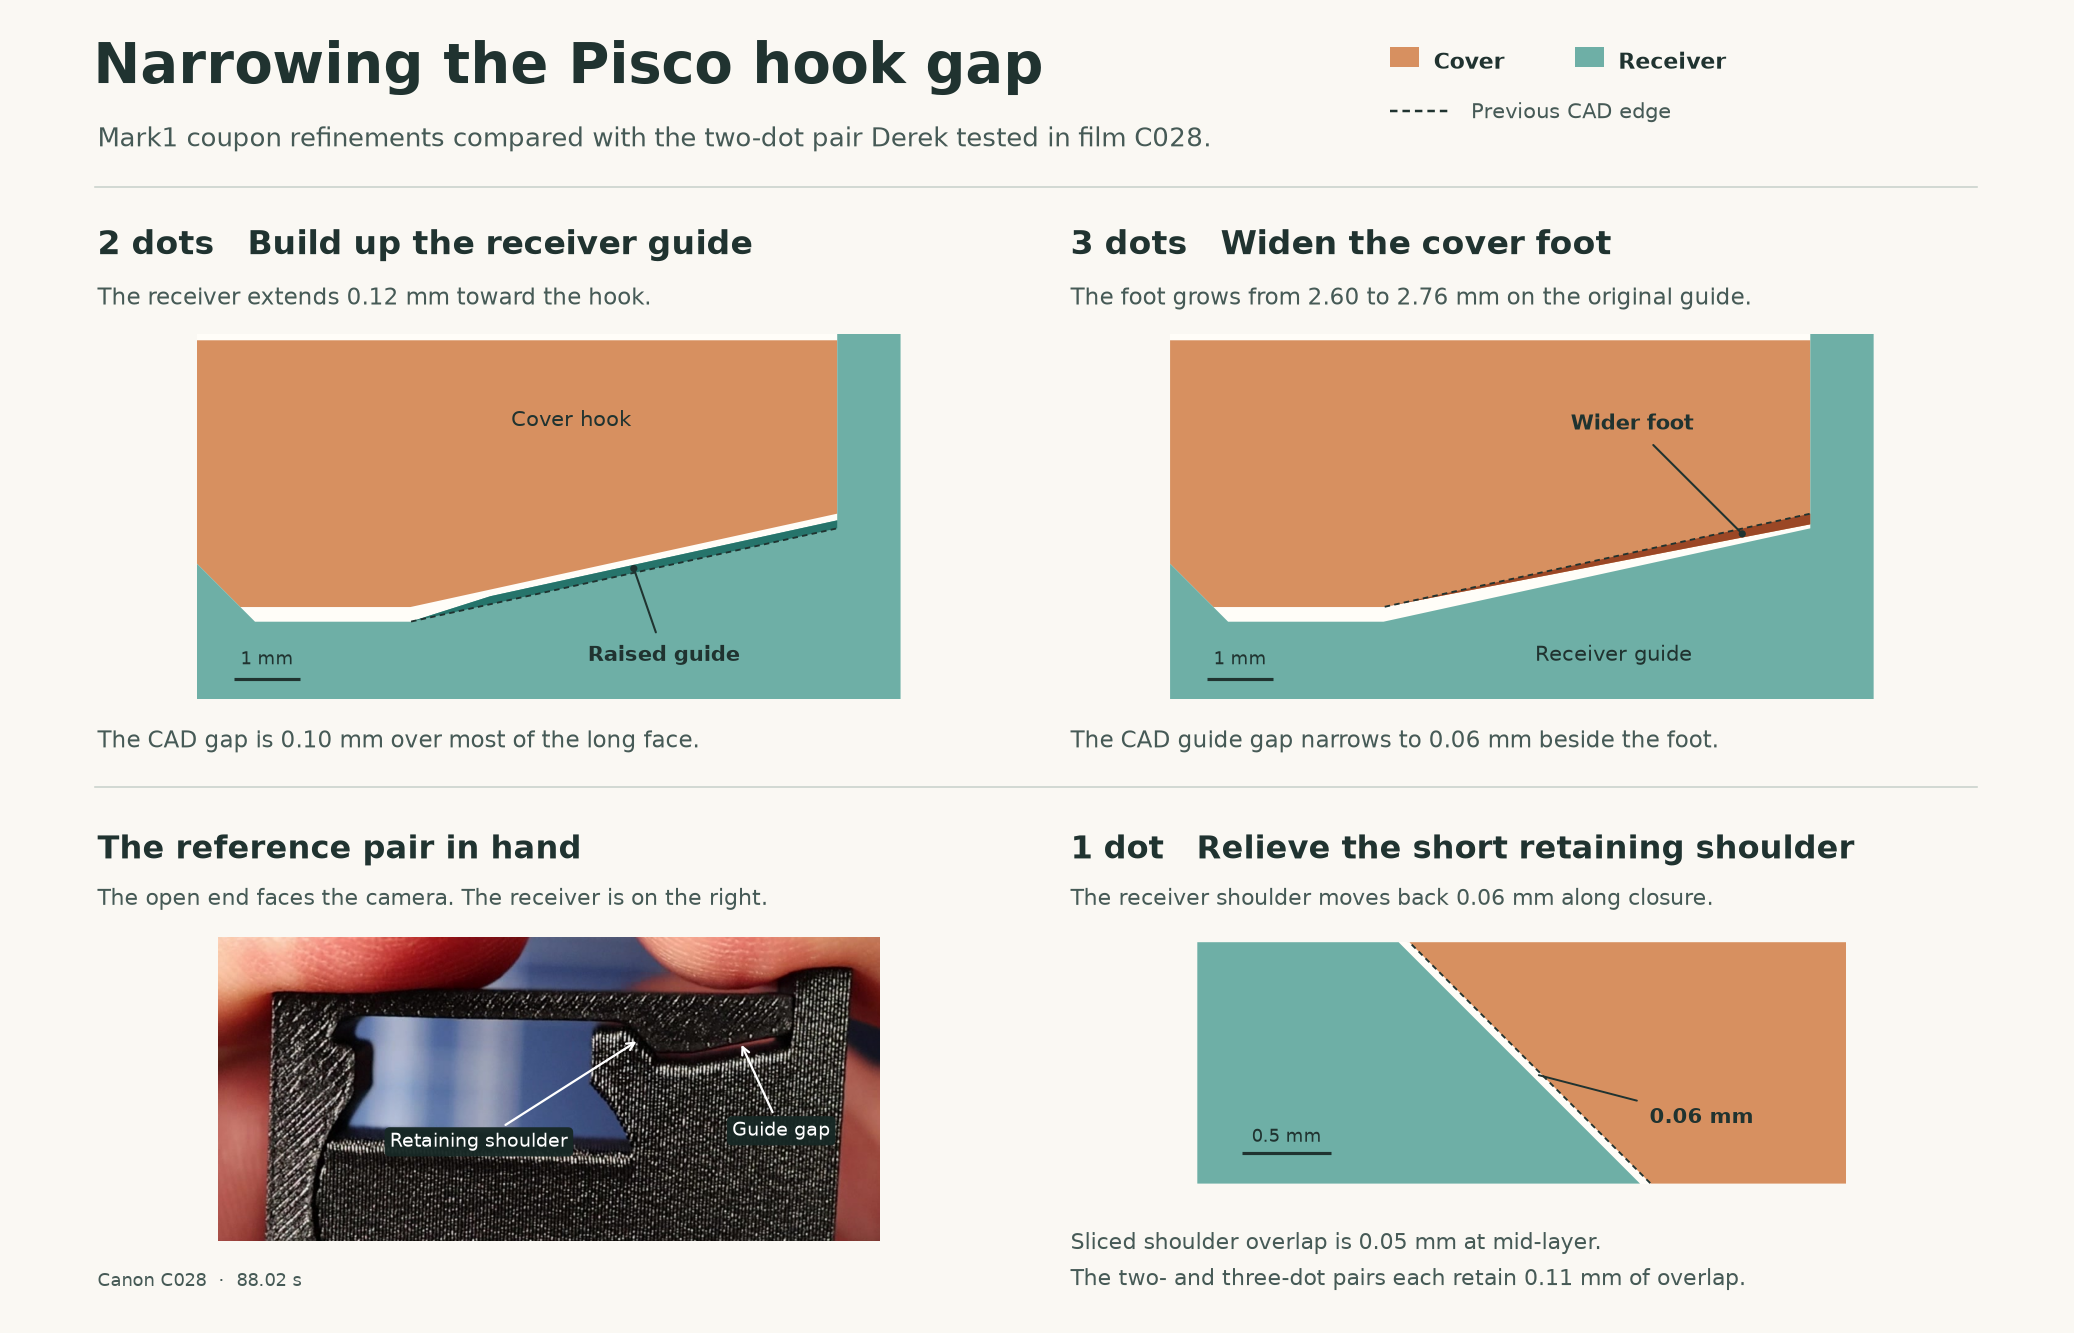 Narrowing the Pisco hook gap
Mark1 coupon refinements compared with the two-dot pair Derek tested in film C028.
Cover
Receiver
Previous CAD edge
2 dots Build up the receiver guide
The receiver extends 0.12 mm toward the hook.
Cover hook
Raised guide
1 mm
The CAD gap is 0.10 mm over most of the long face.
3 dots Widen the cover foot
The foot grows from 2.60 to 2.76 mm on the original guide.
Wider foot
Receiver guide
1 mm
The CAD guide gap narrows to 0.06 mm beside the foot.
The reference pair in hand
The open end faces the camera. The receiver is on the right.
Retaining shoulder
Guide gap
Canon C028 · 88.02 s
1 dot Relieve the short retaining shoulder
The receiver shoulder moves back 0.06 mm along closure.
0.06 mm
0.5 mm
Sliced shoulder overlap is 0.05 mm at mid-layer.
The two- and three-dot pairs each retain 0.11 mm of overlap.